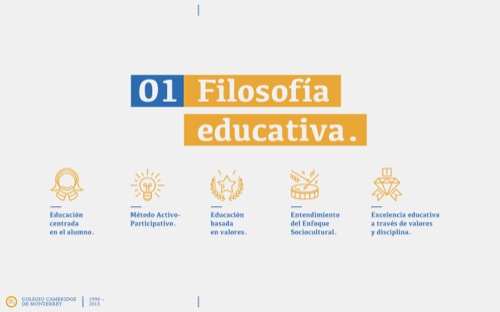 01 Filosofía
educativa.
Educación
centrada
en el alumno.
Método Activo-
Participativo.
Educación
basada
en valores.
Entendimiento
del Enfoque
Sociocultural.
Excelencia educativa
a través de valores
y disciplina.
COLEGIO CAMBRIDGE
DE MONTERREY
1990 –
2015